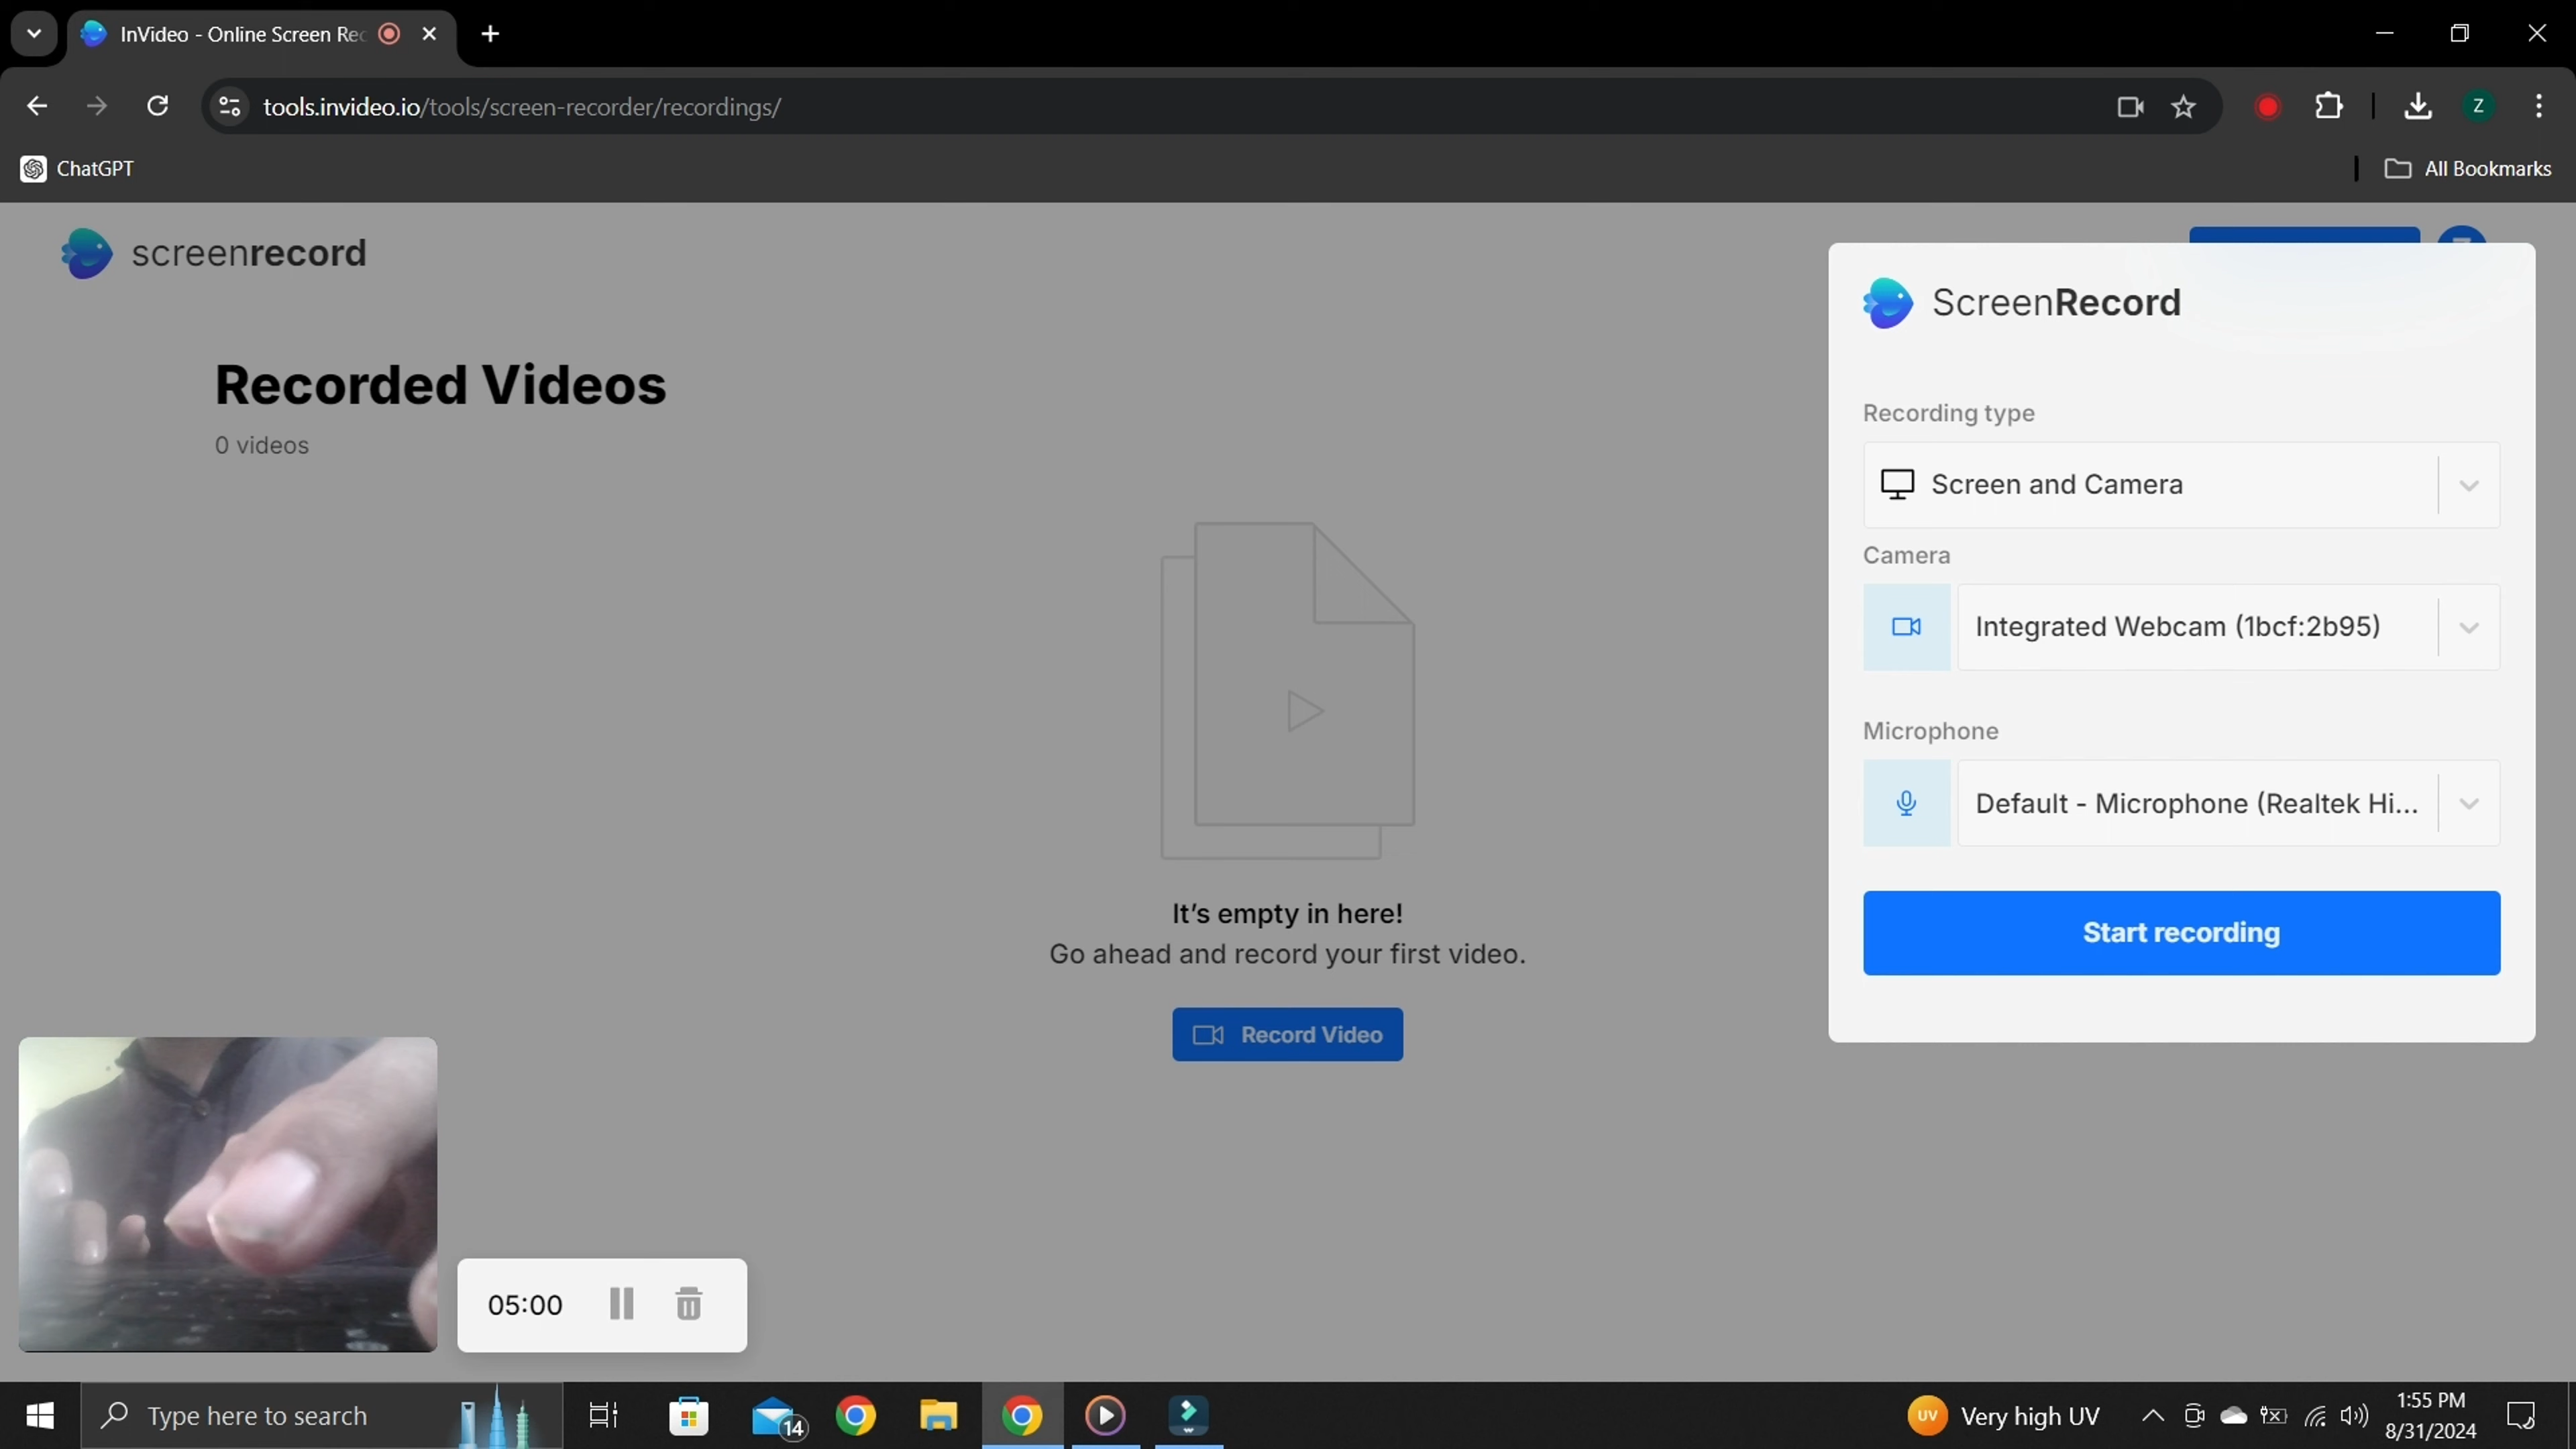 InVideo - Online Screen Rec
tools.invideo.io/tools/screen-recorder/recordings/
Z
ChatGPT
All Bookmarks
screenrecord
ScreenRecord
Recorded Videos
0 videos
Recording type
Screen and Camera
Camera
Integrated Webcam (1bcf:2b95)
Microphone
Default - Microphone (Realtek Hi...
Start recording
It's empty in here!
Go ahead and record your first video.
Record Video
05:00
Type here to search
14
UV
Very high UV
1:55 PM
8/31/2024